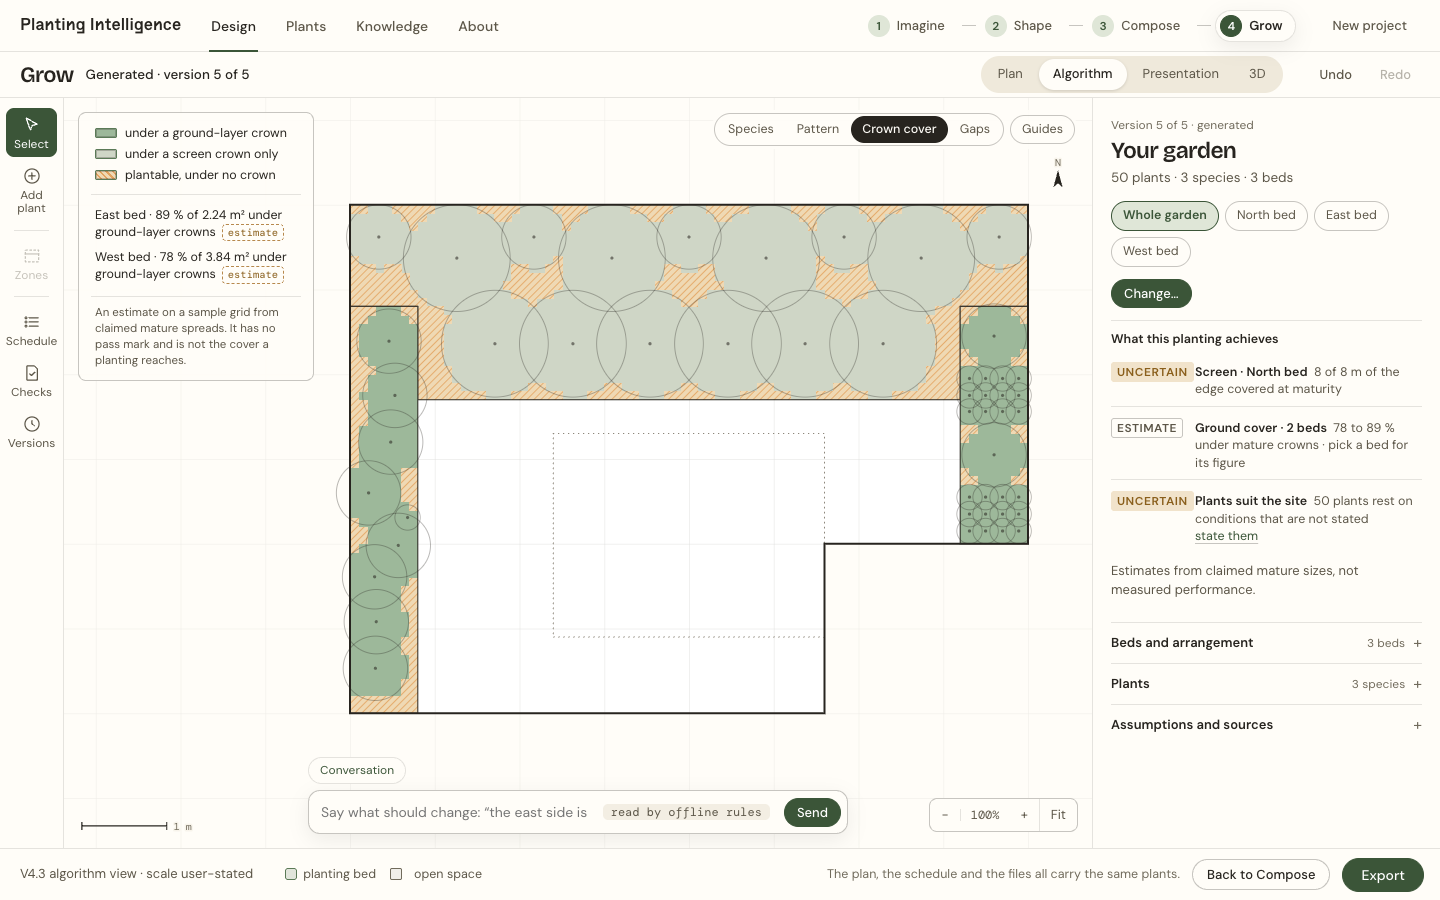 Planting Intelligence
Design
Plants
Knowledge
About
1 Imagine
2 Shape
3 Compose
4 Grow
New project
Grow
Generated · version 5 of 5
Plan
Algorithm
Presentation
3D
Undo
Redo
Select
Add
plant
Zones
Schedule
Checks
Versions
under a ground-layer crown
under a screen crown only
plantable, under no crown
East bed · 89 % of 2.24 m² under
ground-layer crowns estimate
West bed · 78 % of 3.84 m² under
ground-layer crowns estimate
An estimate on a sample grid from
claimed mature spreads. It has no
pass mark and is not the cover a
planting reaches.
Species
Pattern
Crown cover
Gaps
Guides
N
Version 5 of 5 · generated
Your garden
50 plants · 3 species · 3 beds
Whole garden
North bed
East bed
West bed
Change…
What this planting achieves
UNCERTAIN Screen · North bed 8 of 8 m of the
edge covered at maturity
ESTIMATE Ground cover · 2 beds 78 to 89 %
under mature crowns · pick a bed for
its figure
UNCERTAIN Plants suit the site 50 plants rest on
conditions that are not stated
state them
Estimates from claimed mature sizes, not
measured performance.
Beds and arrangement 3 beds +
Plants 3 species +
Assumptions and sources +
Conversation
Say what should change: “the east side is
read by offline rules
Send
1 m
− 100% + Fit
V4.3 algorithm view · scale user-stated
planting bed
open space
The plan, the schedule and the files all carry the same plants.
Back to Compose
Export